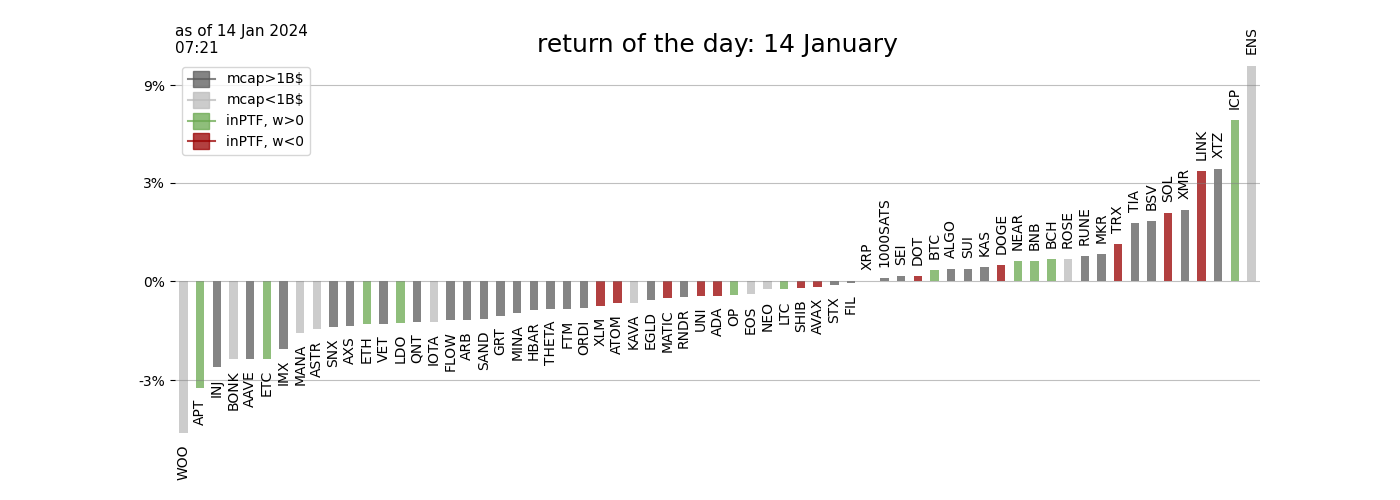 as of 14 Jan 2024
07:21
return of the day: 14 January
mcap>1B$
mcap<1B$
inPTF, w>0
inPTF, w<0
9%
3%
0%
-3%
WOO
APT
INJ
BONK
AAVE
ETC
IMX
MANA
ASTR
SNX
AXS
ETH
VET
LDO
QNT
IOTA
FLOW
ARB
SAND
GRT
MINA
HBAR
THETA
FTM
ORDI
XLM
ATOM
KAVA
EGLD
MATIC
RNDR
UNI
ADA
OP
EOS
NEO
LTC
SHIB
AVAX
STX
FIL
XRP
1000SATS
SEI
DOT
BTC
ALGO
SUI
KAS
DOGE
NEAR
BNB
BCH
ROSE
RUNE
MKR
TRX
TIA
BSV
SOL
XMR
LINK
XTZ
ICP
ENS